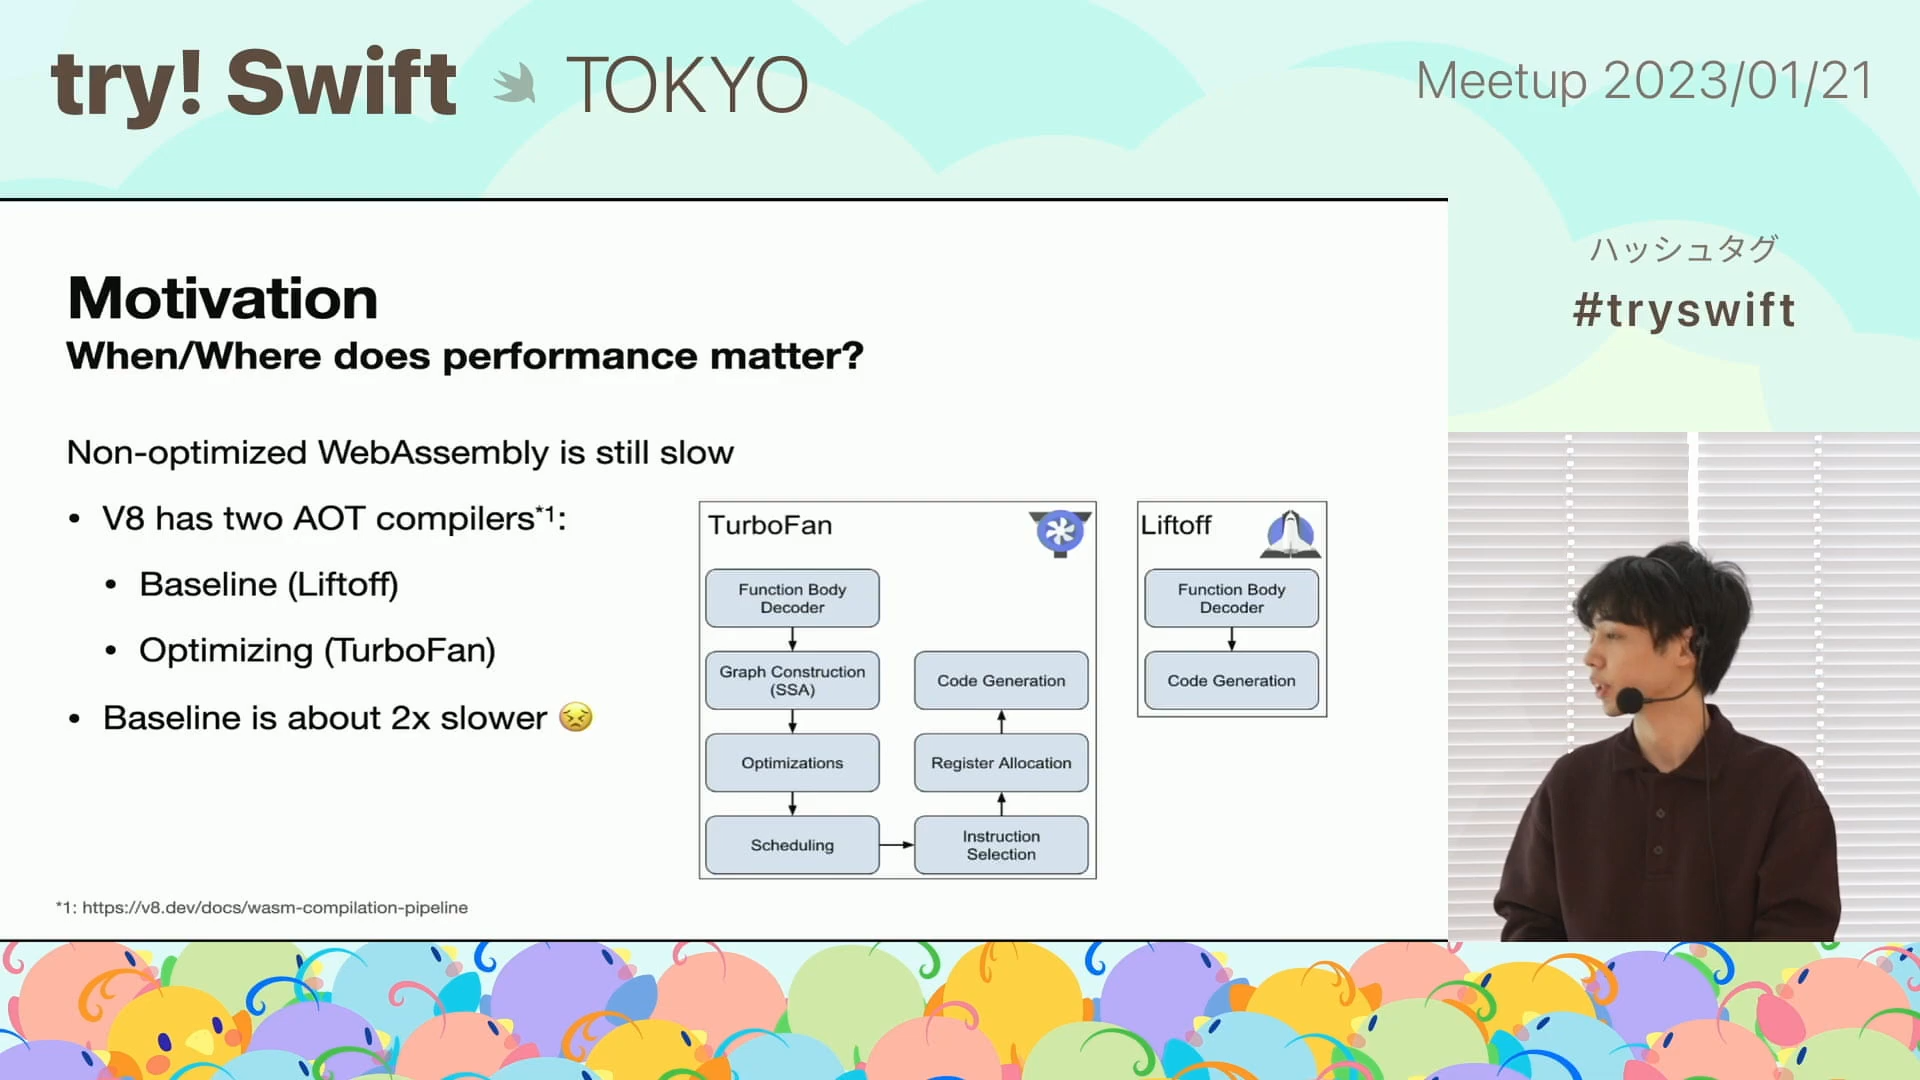 try! Swift TOKYO
Meetup 2023/01/21
ハッシュタグ
#tryswift
Motivation
When/Where does performance matter?
Non-optimized WebAssembly is still slow
• V8 has two AOT compilers*1:
• Baseline (Liftoff)
• Optimizing (TurboFan)
• Baseline is about 2x slower 😣
TurboFan
Function Body
Decoder
Graph Construction
(SSA)
Optimizations
Scheduling
Instruction
Selection
Register Allocation
Code Generation
Liftoff
Function Body
Decoder
Code Generation
*1: https://v8.dev/docs/wasm-compilation-pipeline